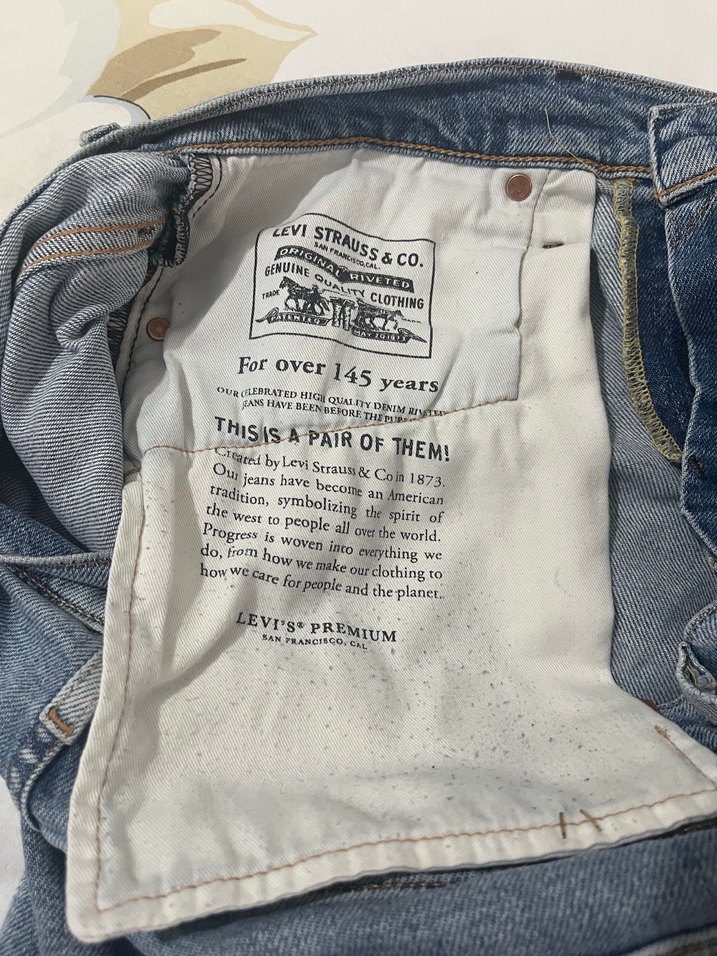 LEVI STRAUSS & CO.
SAN FRANCISCO, CAL.
ORIGINAL RIVETED
GENUINE QUALITY CLOTHING
TRADE
PATENTED MAY 20 1873
For over 145 years
OUR CELEBRATED HIGH QUALITY DENIM RIVETED
JEANS HAVE BEEN BEFORE THE
THIS IS A PAIR OF THEM!
Created by Levi Strauss & Co in 1873.
Our jeans have become an American
tradition, symbolizing the spirit of
the west to people all over the world.
Progress is woven into everything we
do, from how we make our clothing to
how we care for people and the planet.
LEVI'S® PREMIUM
SAN FRANCISCO, CAL